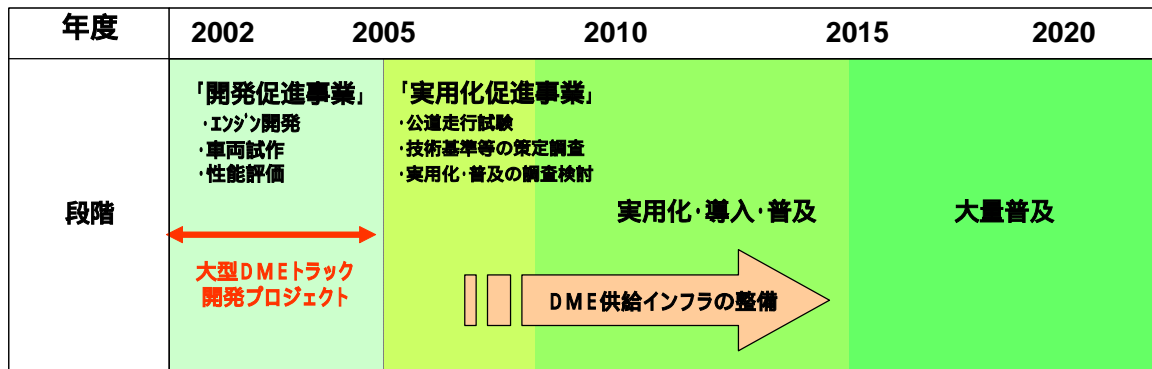 年度 2002 2005 2010 2015 2020
段階
「開発促進事業」
・ｴﾝｼﾞﾝ開発
・車両試作
・性能評価
大型ＤＭＥトラック
開発プロジェクト
「実用化促進事業」
・公道走行試験
・技術基準等の策定調査
・実用化・普及の調査検討
実用化・導入・普及
ＤＭＥ供給インフラの整備
大量普及